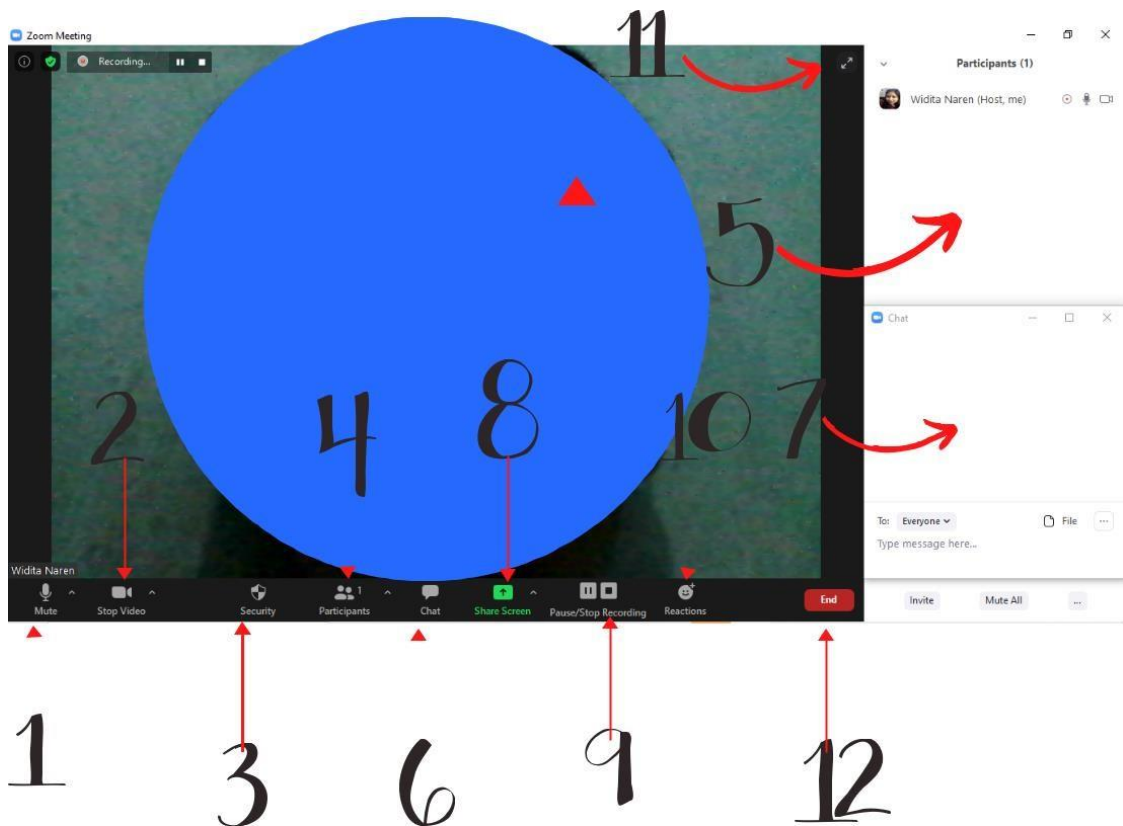 Zoom Meeting
11
Recording...
Participants (1)
Widita Naren (Host, me)
5
Chat
2
4
8
10
7
To: Everyone
File
...
Type message here...
Widita Naren
Mute
Stop Video
Security
Participants
1
Chat
Share Screen
Pause/Stop Recording
Reactions
End
Invite
Mute All
...
1
3
6
9
12